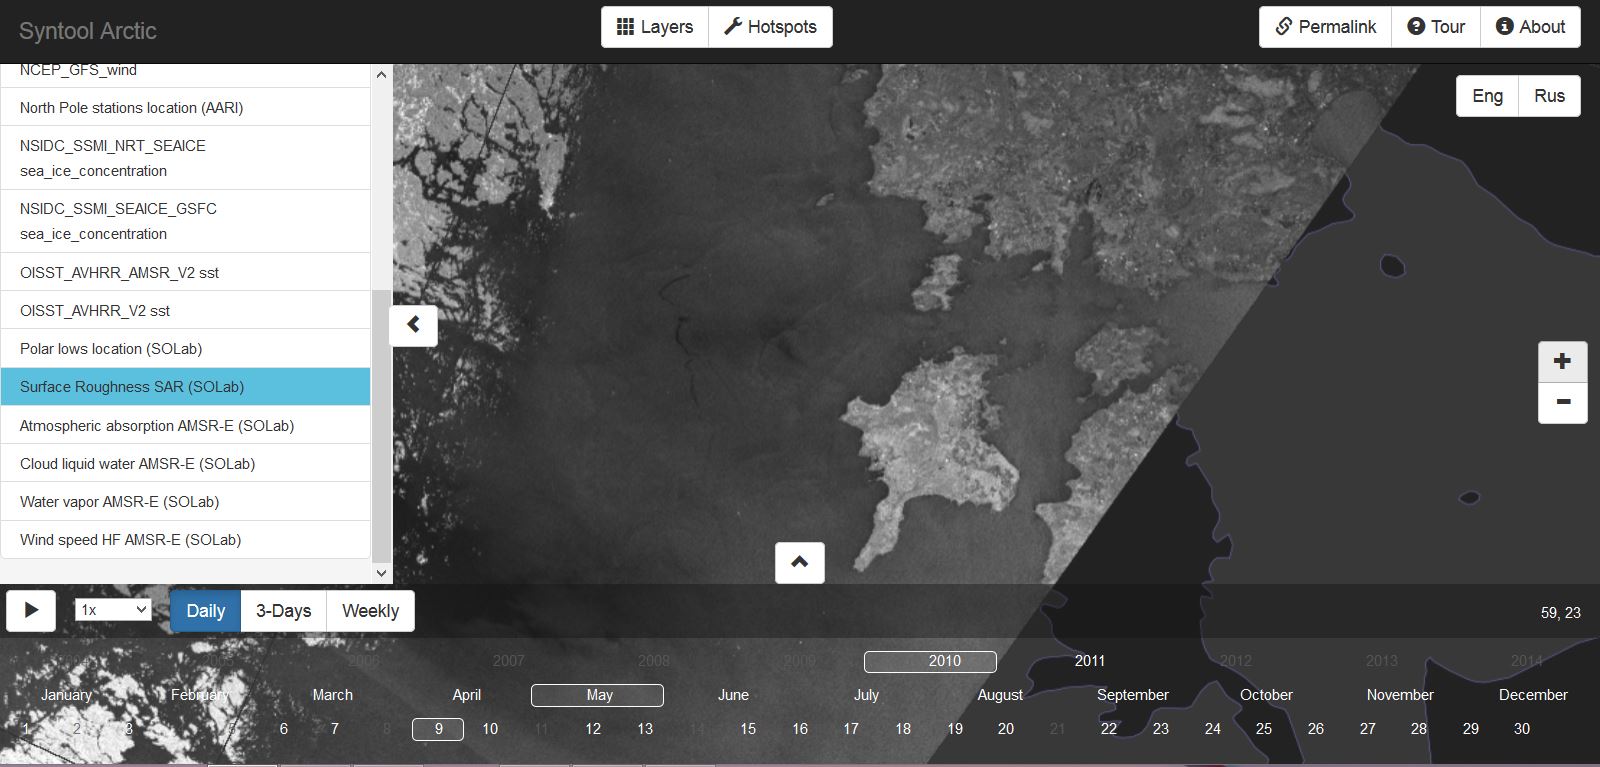 Syntool Arctic
Layers
Hotspots
Permalink
Tour
About
Eng
Rus
NCEP_GFS_wind
North Pole stations location (AARI)
NSIDC_SSMI_NRT_SEAICE
sea_ice_concentration
NSIDC_SSMI_SEAICE_GSFC
sea_ice_concentration
OISST_AVHRR_AMSR_V2 sst
OISST_AVHRR_V2 sst
Polar lows location (SOLab)
Surface Roughness SAR (SOLab)
Atmospheric absorption AMSR-E (SOLab)
Cloud liquid water AMSR-E (SOLab)
Water vapor AMSR-E (SOLab)
Wind speed HF AMSR-E (SOLab)
1x
Daily
3-Days
Weekly
59, 23
2006 2007 2008 2009 2010 2011 2012 2013 2014
January February March April May June July August September October November December
1 2 3 5 6 7 8 9 10 11 12 13 14 15 16 17 18 19 20 21 22 23 24 25 26 27 28 29 30